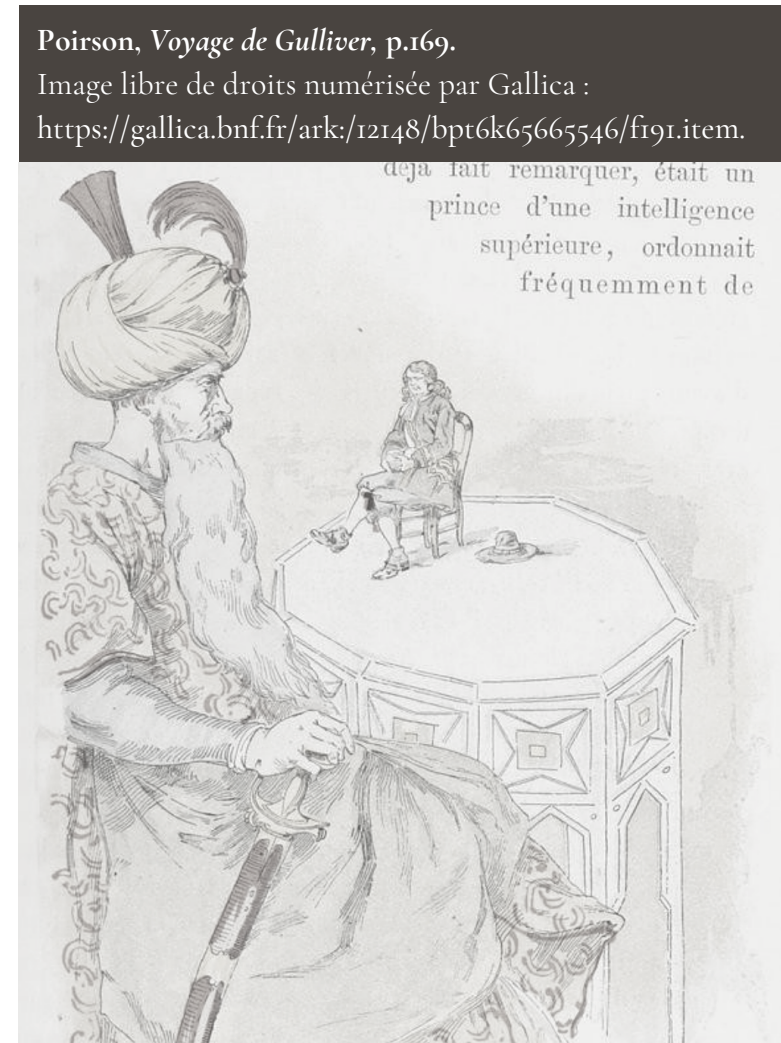 Poirson, Voyage de Gulliver, p.169.
Image libre de droits numérisée par Gallica :
https://gallica.bnf.fr/ark:/12148/bpt6k65665546/f191.item.
déjà fait remarquer, était un
prince d'une intelligence
supérieure, ordonnait
fréquemment de